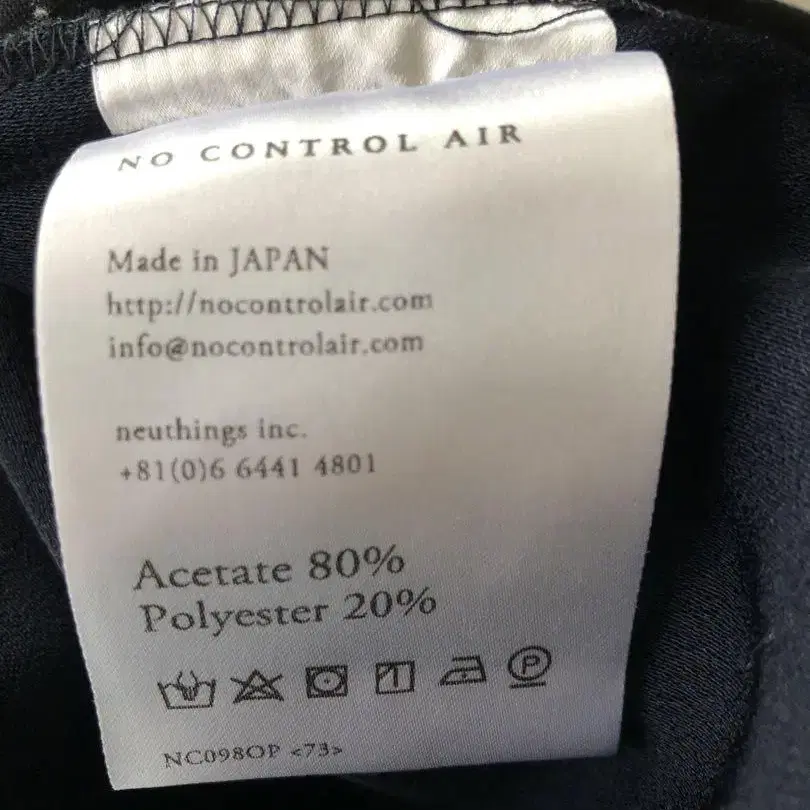 NO CONTROL AIR
Made in JAPAN
http://nocontrolair.com
info@nocontrolair.com
neuthings inc.
+81(0)6 6441 4801
Acetate 80%
Polyester 20%
P
NC098OP <73>